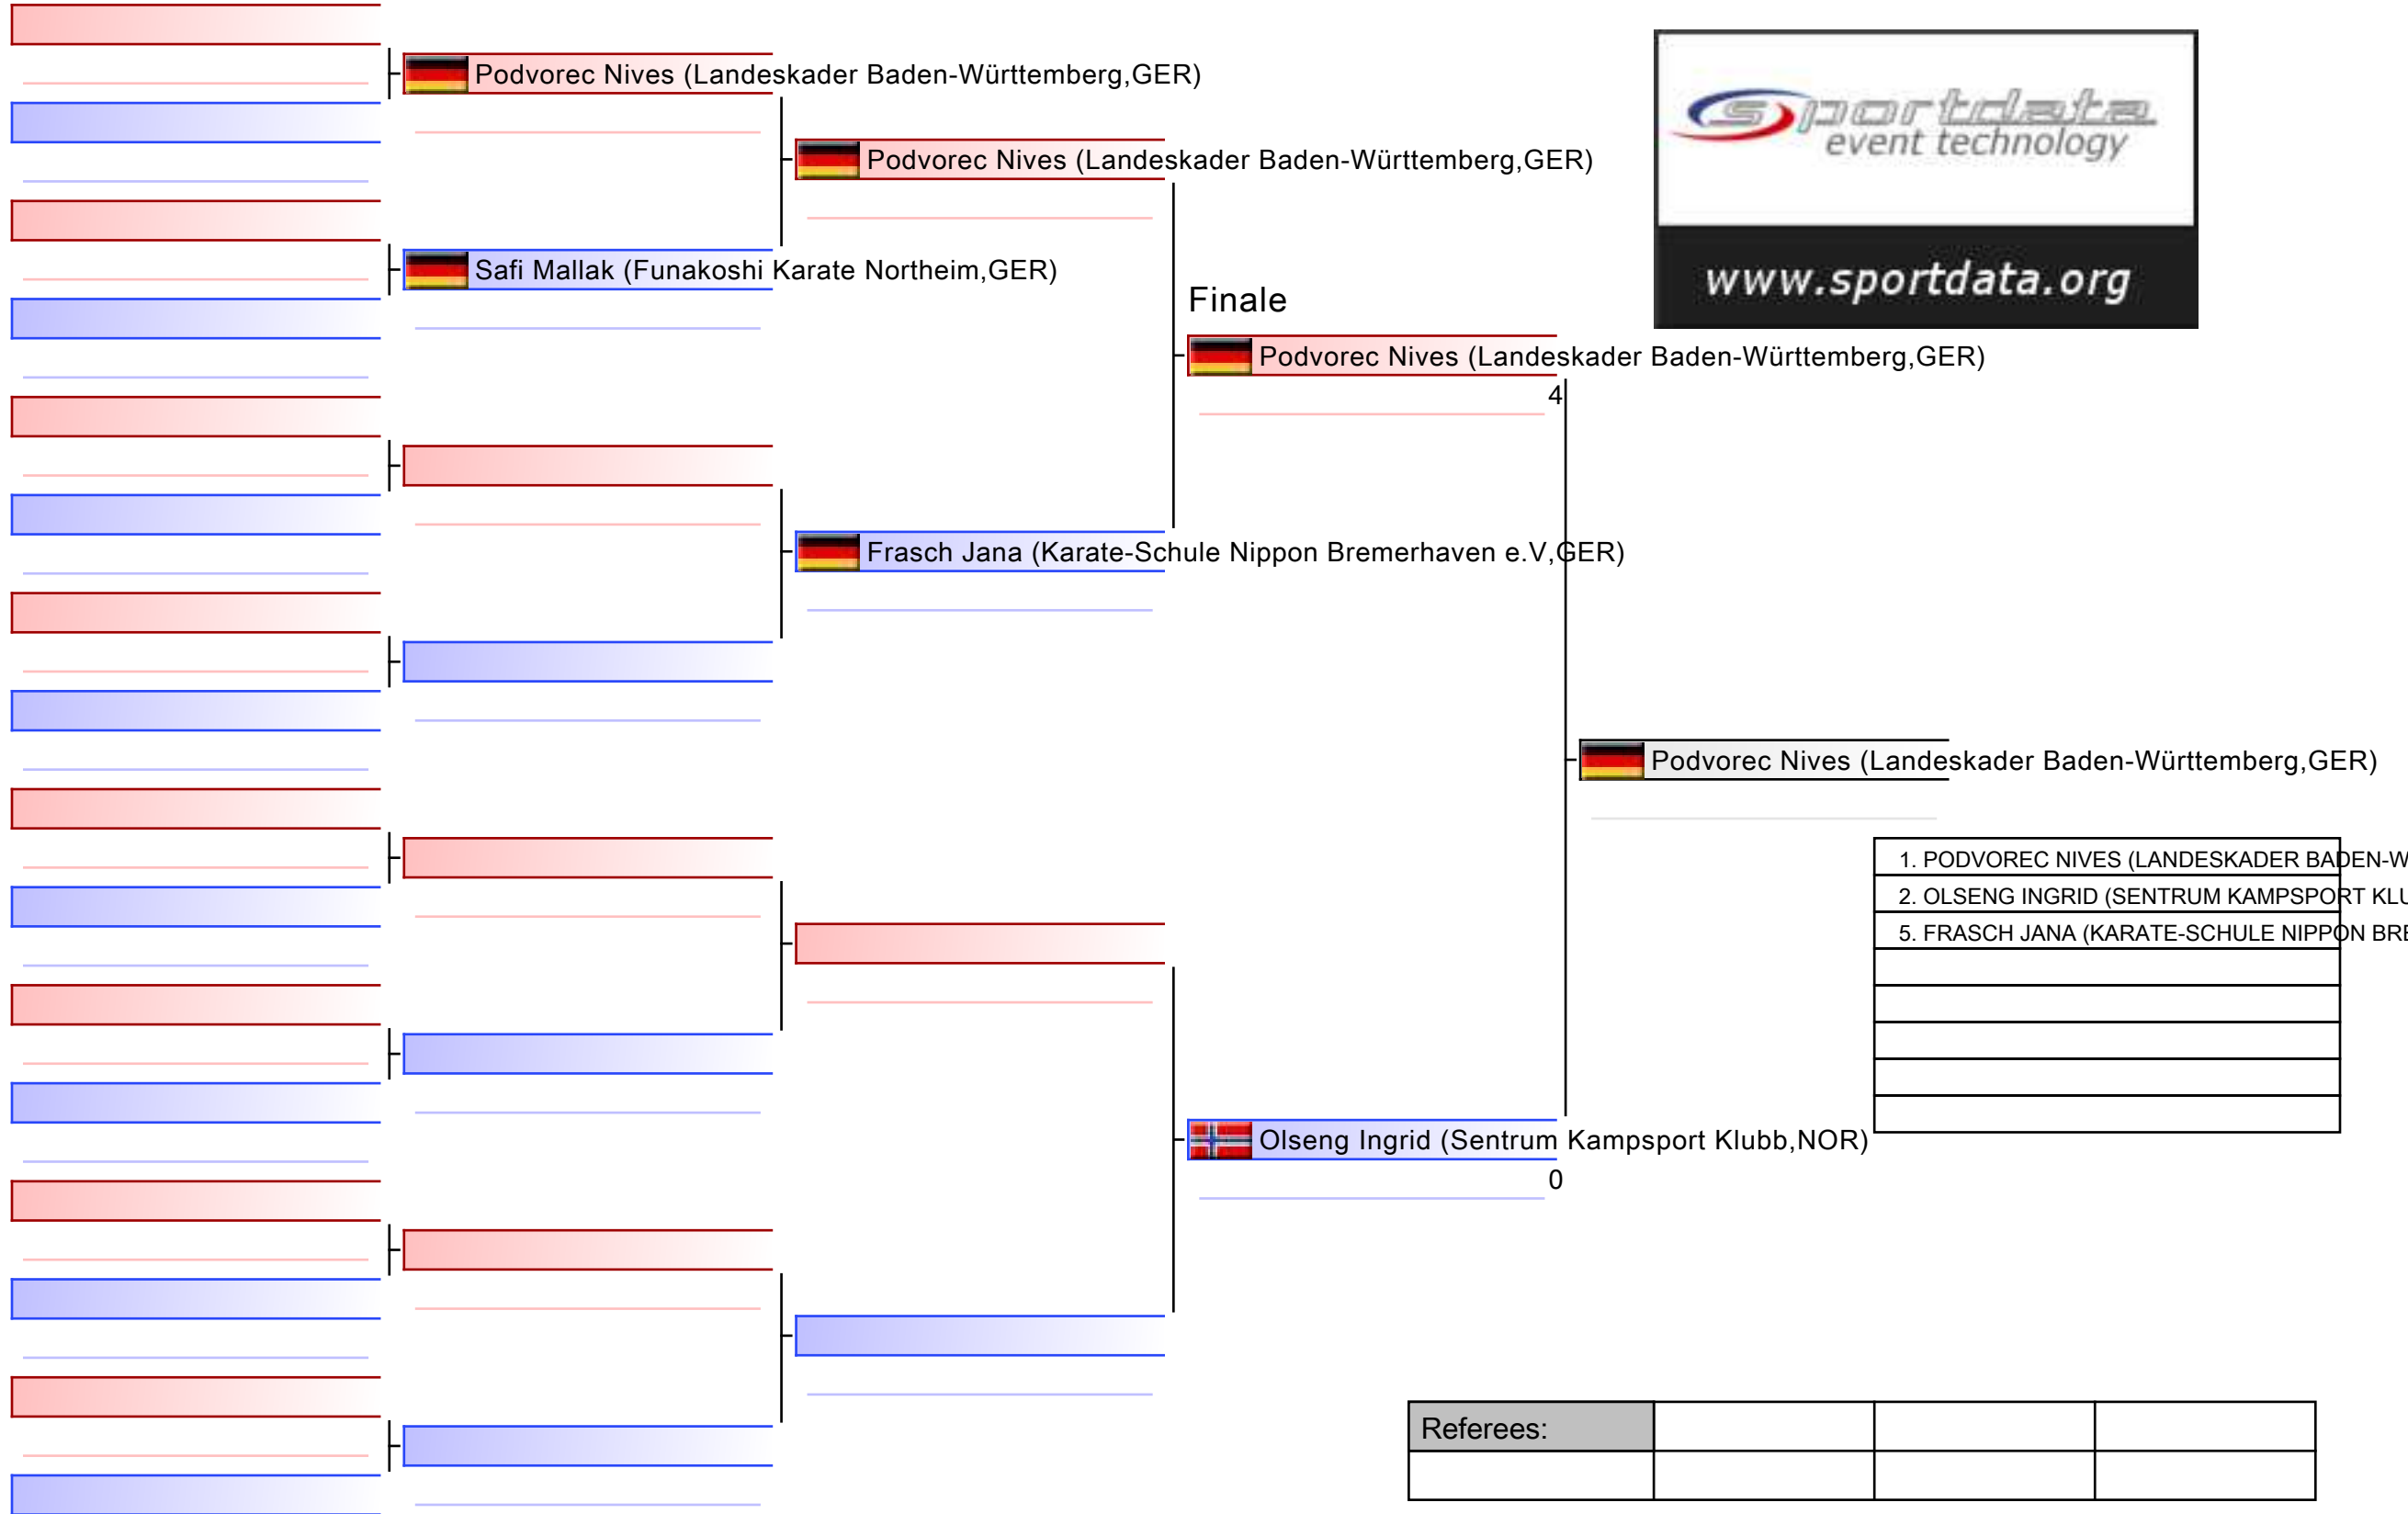 Podvorec Nives (Landeskader Baden-Württemberg,GER)
Podvorec Nives (Landeskader Baden-Württemberg,GER)
Safi Mallak (Funakoshi Karate Northeim,GER)
Finale
Podvorec Nives (Landeskader Baden-Württemberg,GER)
4
Frasch Jana (Karate-Schule Nippon Bremerhaven e.V,GER)
Podvorec Nives (Landeskader Baden-Württemberg,GER)
Olseng Ingrid (Sentrum Kampsport Klubb,NOR)
0
sportdata
event technology
www.sportdata.org
1. PODVOREC NIVES (LANDESKADER BADEN-W
2. OLSENG INGRID (SENTRUM KAMPSPORT KLU
5. FRASCH JANA (KARATE-SCHULE NIPPON BRE
Referees: